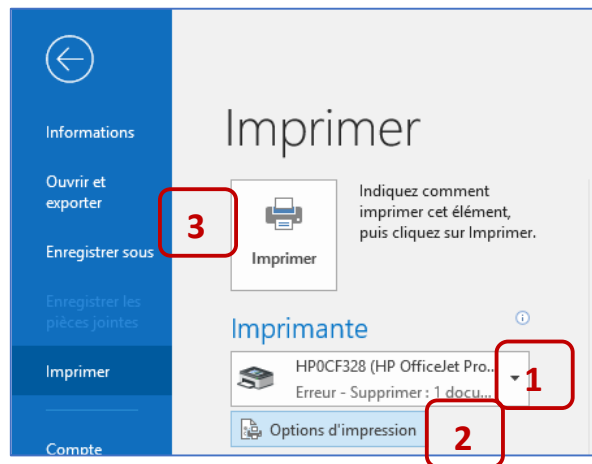 Informations
Ouvrir et
exporter
Enregistrer sous
Enregistrer les
pièces jointes
Imprimer
Compte
Imprimer
3
Imprimer
Indiquez comment
imprimer cet élément,
puis cliquez sur Imprimer.
Imprimante
HP0CF328 (HP OfficeJet Pro...
Erreur - Supprimer : 1 docu...
1
Options d'impression
2